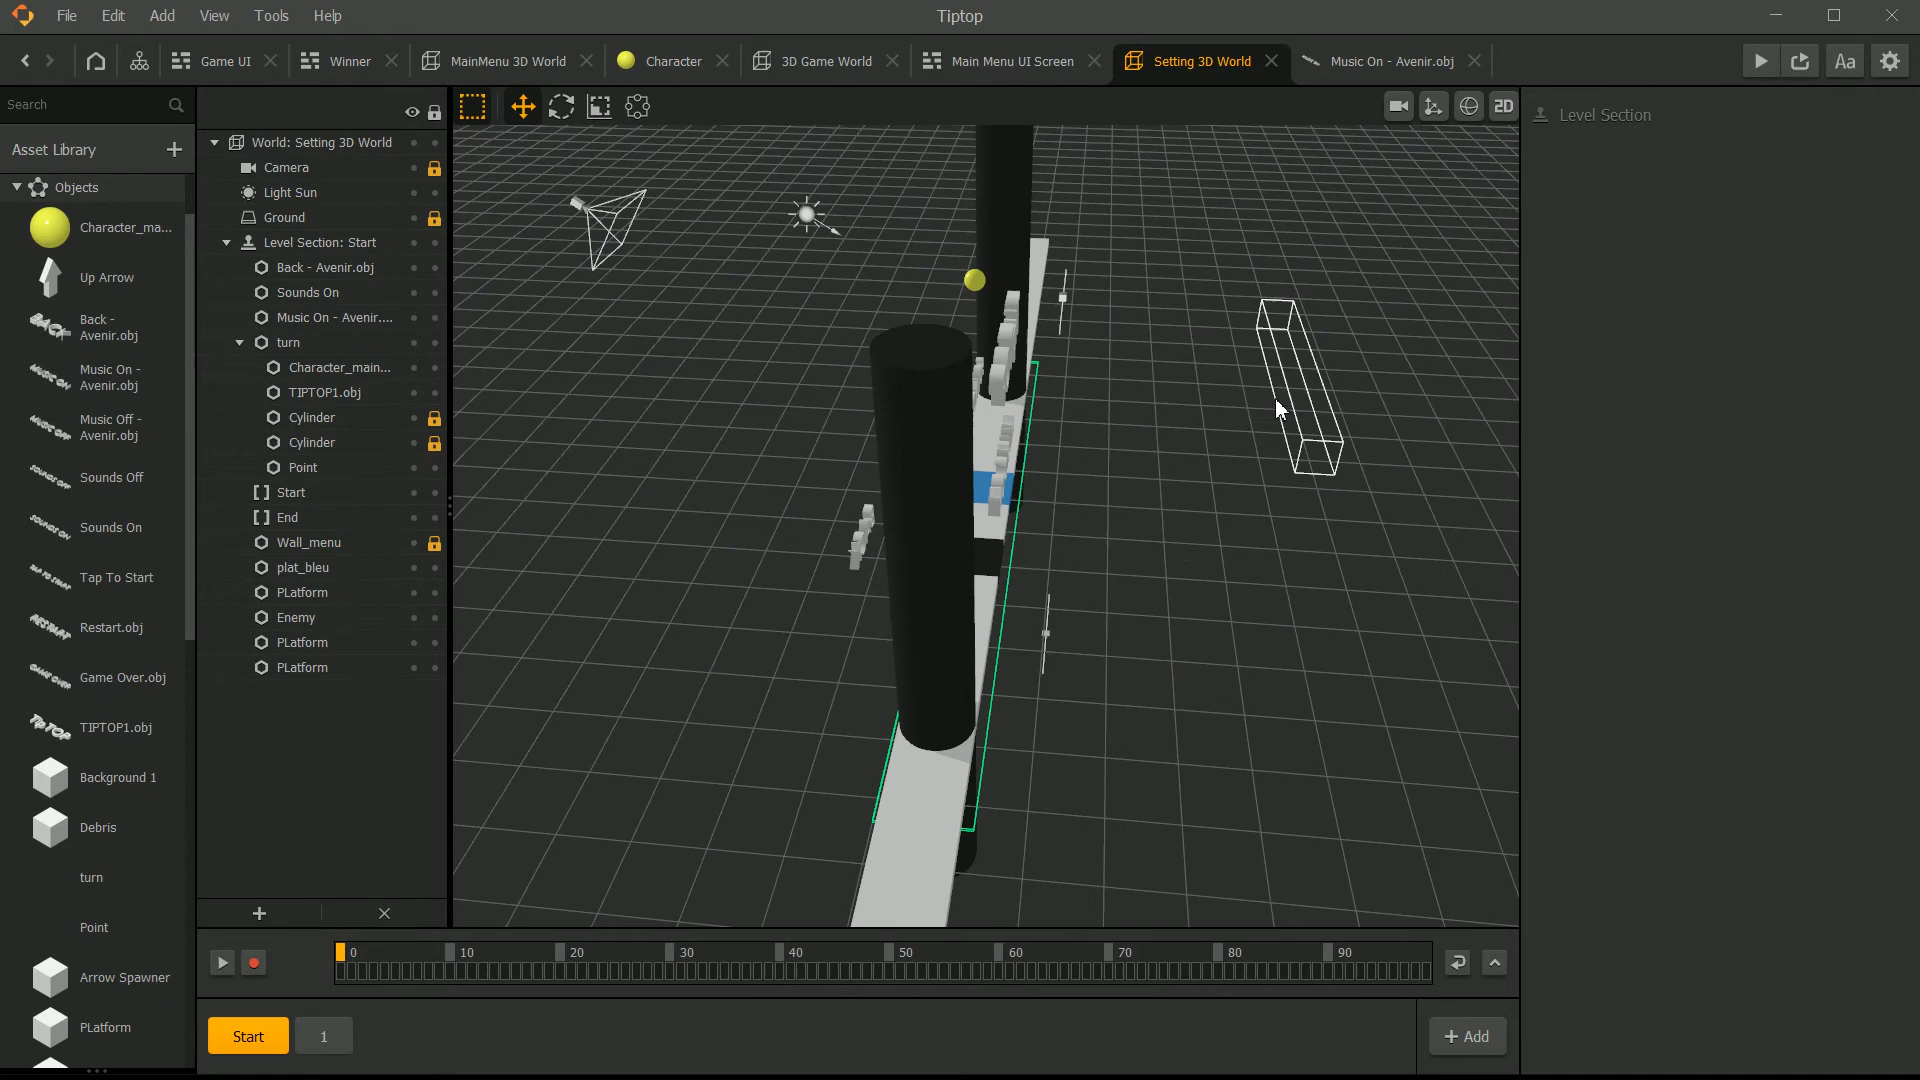 File Edit Add View Tools Help
Tiptop
Game UI
Winner
MainMenu 3D World
Character
3D Game World
Main Menu UI Screen
Setting 3D World
Music On - Avenir.obj
Aa
Search
Asset Library
Objects
Character_ma...
Up Arrow
Back -
Avenir.obj
Music On -
Avenir.obj
Music Off -
Avenir.obj
Sounds Off
Sounds On
Tap To Start
Restart.obj
Game Over.obj
TIPTOP1.obj
Background 1
Debris
turn
Point
Arrow Spawner
PLatform
World: Setting 3D World
Camera
Light Sun
Ground
Level Section: Start
Back - Avenir.obj
Sounds On
Music On - Avenir....
turn
Character_main...
TIPTOP1.obj
Cylinder
Cylinder
Point
Start
End
Wall_menu
plat_bleu
PLatform
Enemy
PLatform
PLatform
2D
Level Section
0 10 20 30 40 50 60 70 80 90
Start
1
Add